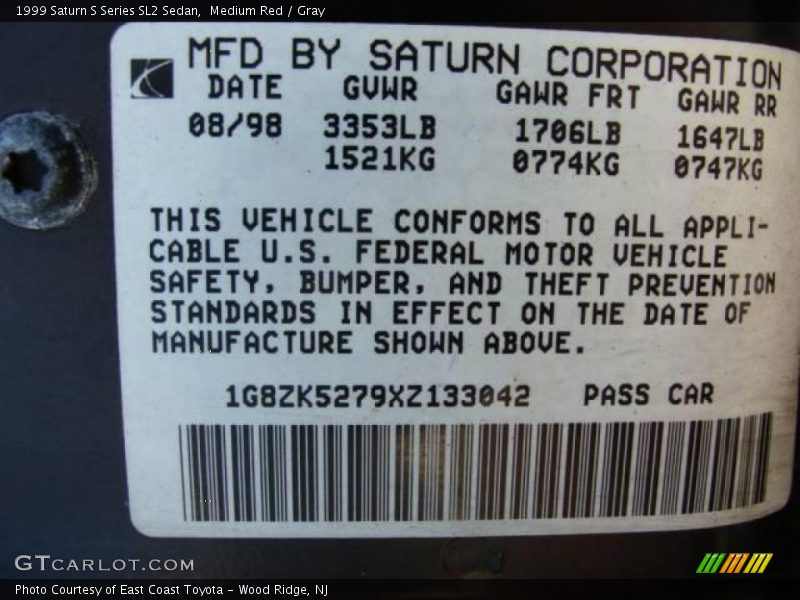 1999 Saturn S Series SL2 Sedan,  Medium Red / Gray
MFD BY SATURN CORPORATION
DATE GVWR GAWR FRT GAWR RR
08/98 3353LB 1706LB 1647LB
1521KG 0774KG 0747KG
THIS VEHICLE CONFORMS TO ALL APPLI-
CABLE U.S. FEDERAL MOTOR VEHICLE
SAFETY, BUMPER, AND THEFT PREVENTION
STANDARDS IN EFFECT ON THE DATE OF
MANUFACTURE SHOWN ABOVE.
1G8ZK5279XZ133042 PASS CAR
GTCARLOT.COM
Photo Courtesy of East Coast Toyota - Wood Ridge, NJ